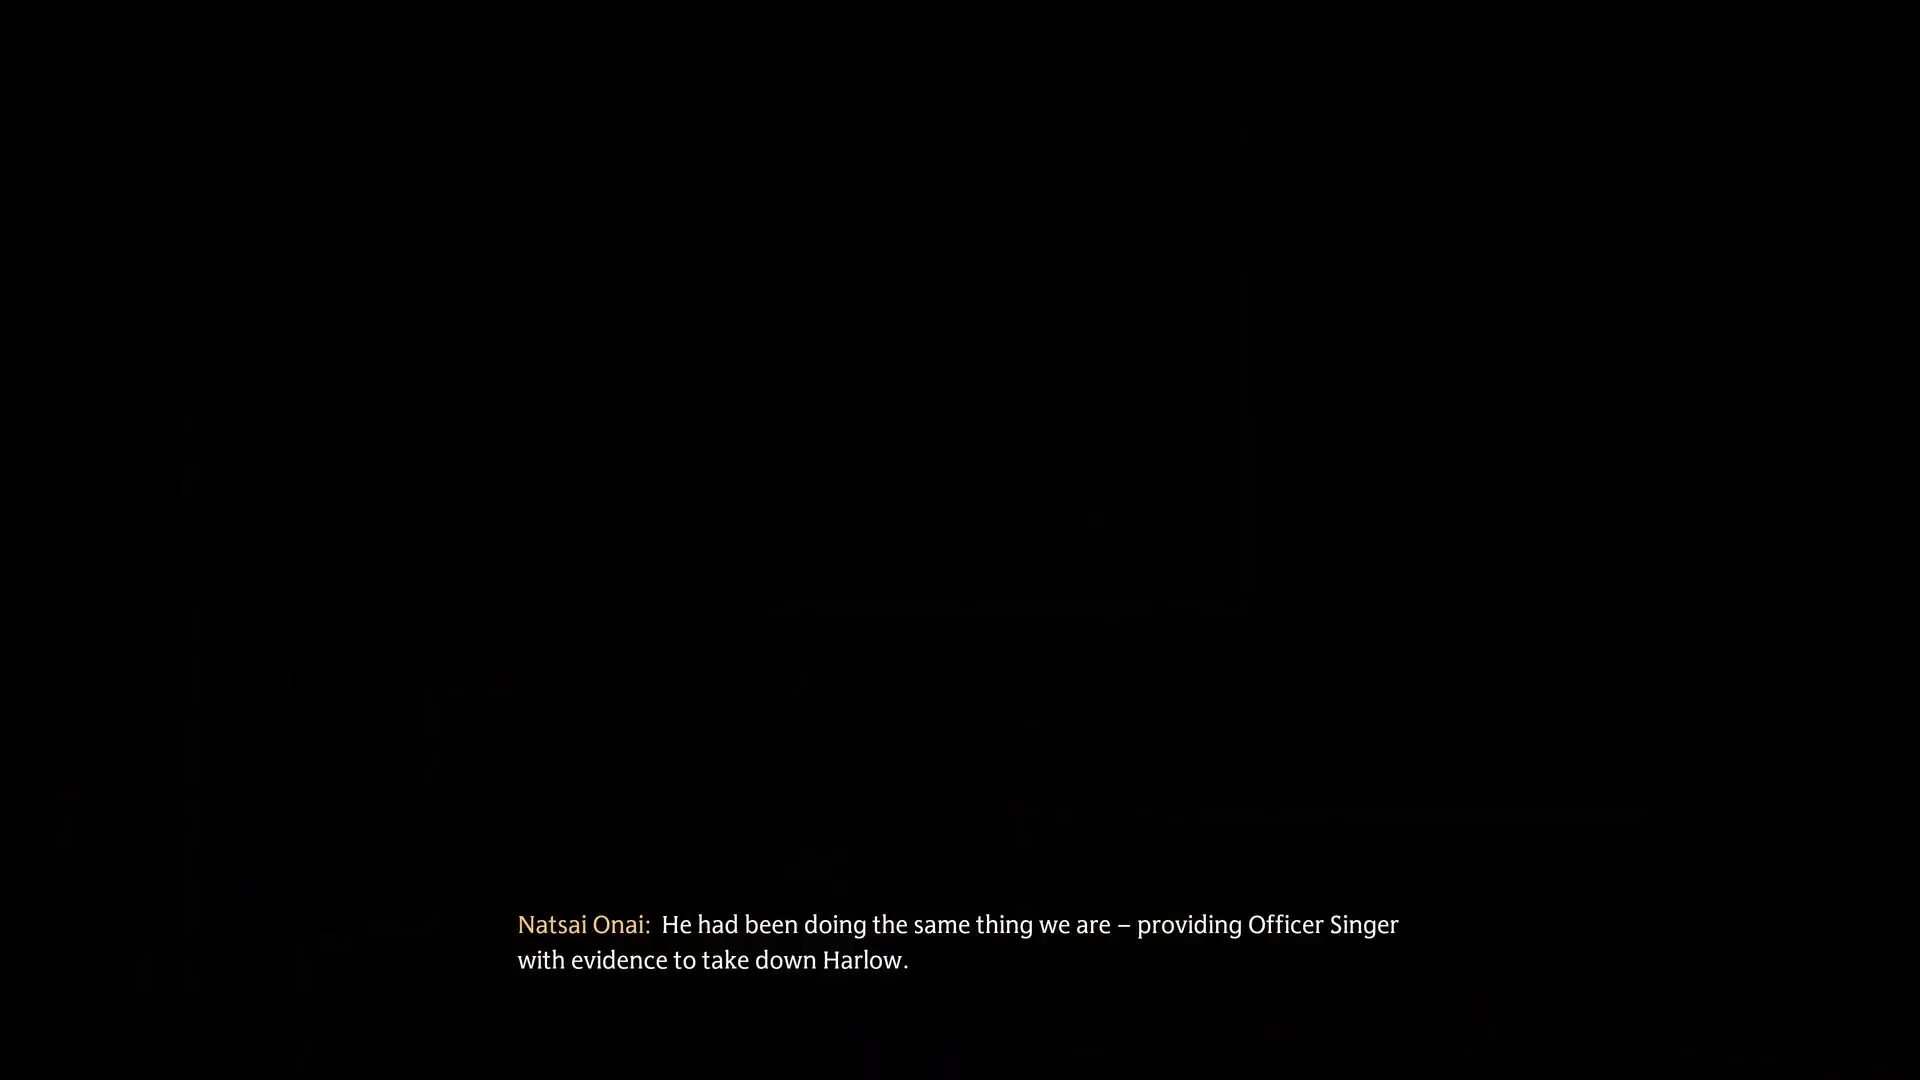 Natsai Onai: He had been doing the same thing we are – providing Officer Singer
with evidence to take down Harlow.